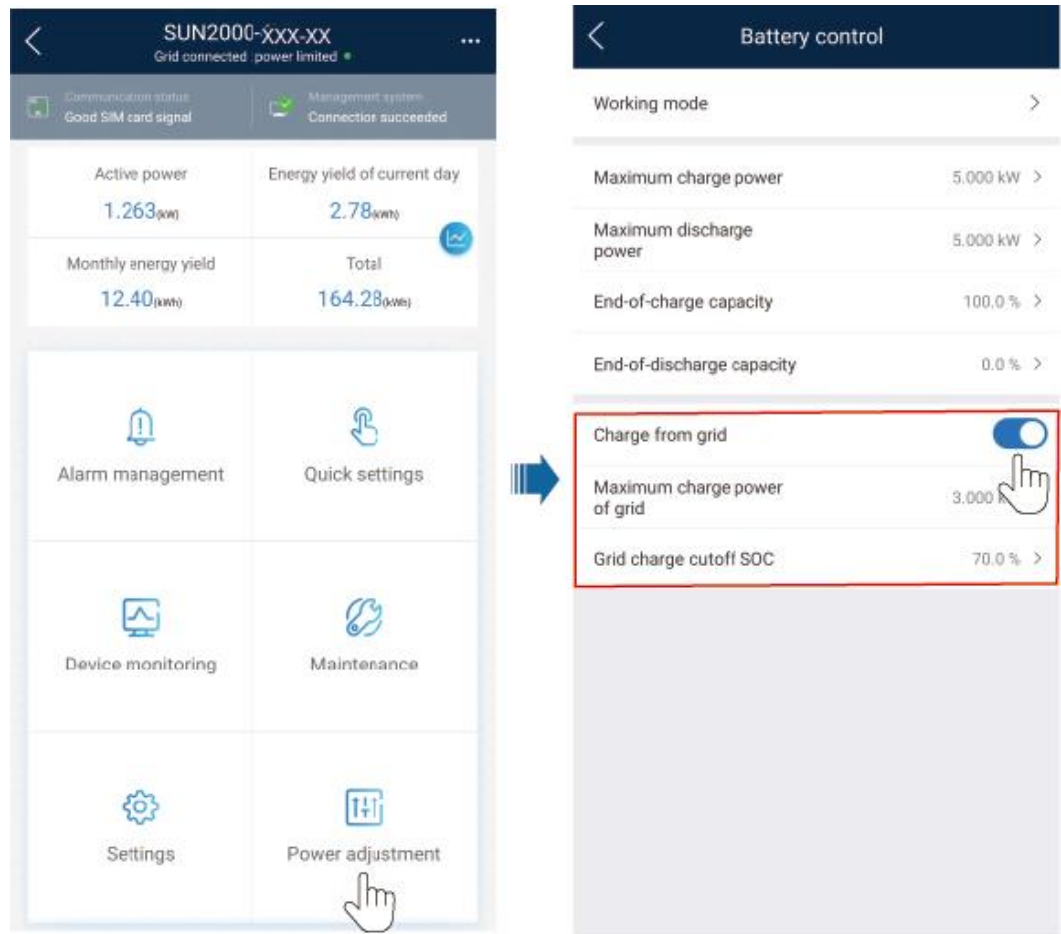 SUN2000-XXX-XX
Grid connected power limited
Communication status
Good SIM card signal
Management system
Connection succeeded
Active power
1.263(kW)
Energy yield of current day
2.78(kWh)
Monthly energy yield
12.40(kWh)
Total
164.28(kWh)
Alarm management
Quick settings
Device monitoring
Maintenance
Settings
Power adjustment
Battery control
Working mode
Maximum charge power
5.000 kW
Maximum discharge
power
5.000 kW
End-of-charge capacity
100.0 %
End-of-discharge capacity
0.0 %
Charge from grid
Maximum charge power
of grid
3.000
Grid charge cutoff SOC
70.0 %